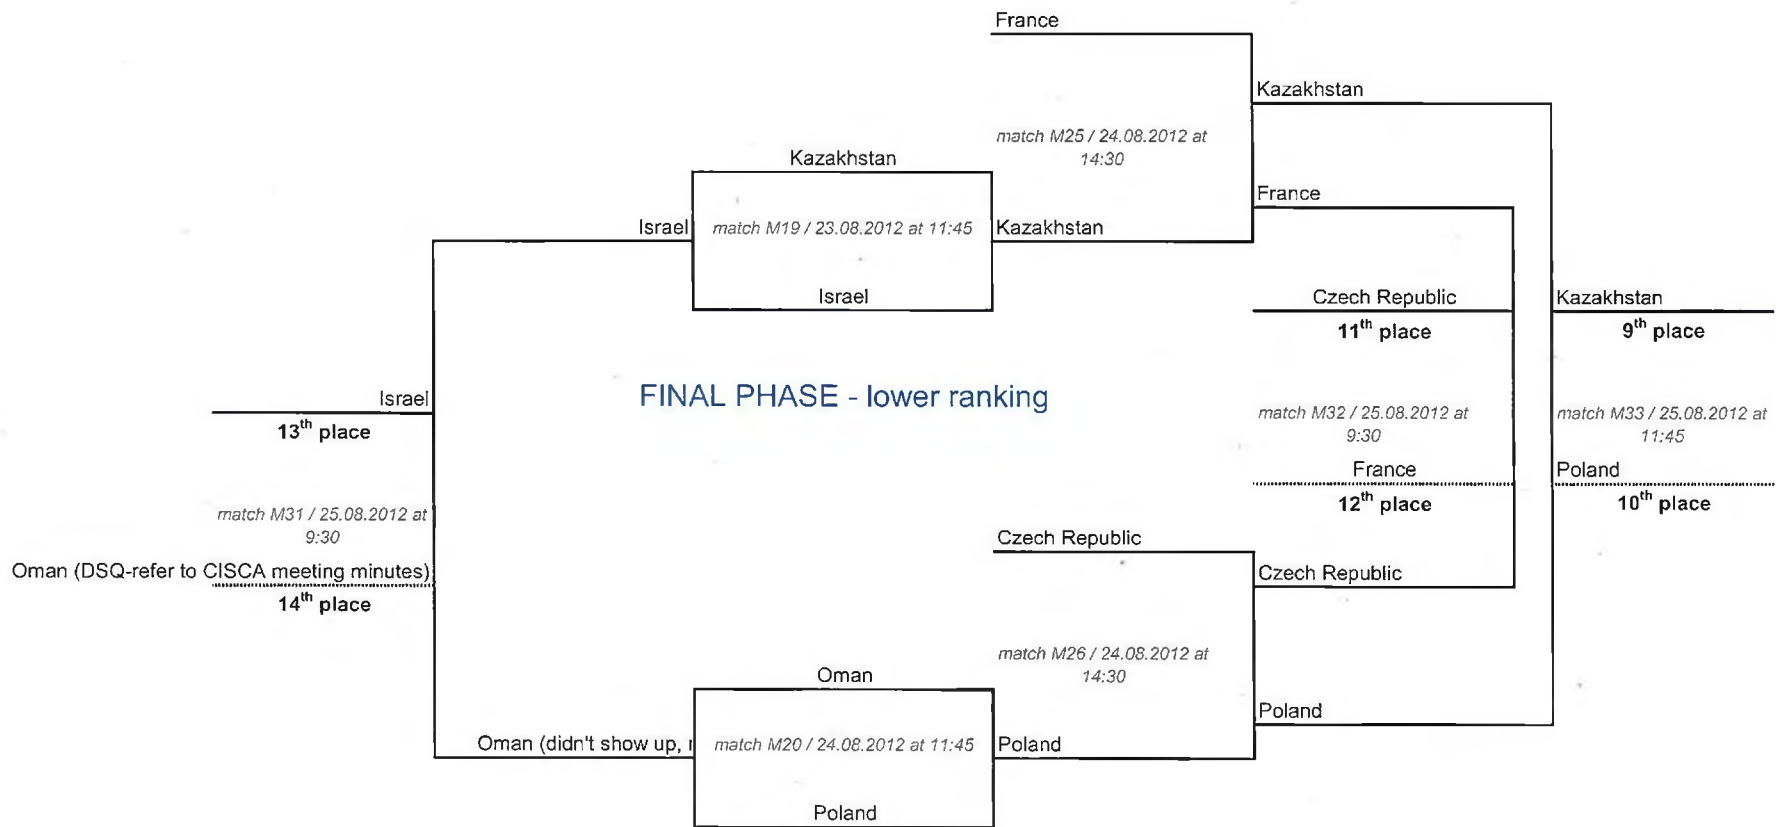 France
Kazakhstan
match M25 / 24.08.2012 at
14:30
Kazakhstan
France
Israel
match M19 / 23.08.2012 at 11:45
Kazakhstan
Israel
Czech Republic
11th place
Kazakhstan
9th place
FINAL PHASE - lower ranking
Israel
13th place
match M32 / 25.08.2012 at
9:30
match M33 / 25.08.2012 at
11:45
France
12th place
Poland
10th place
match M31 / 25.08.2012 at
9:30
Oman (DSQ-refer to CISCA meeting minutes)
14th place
Czech Republic
Czech Republic
match M26 / 24.08.2012 at
14:30
Oman
Poland
Oman (didn't show up,
match M20 / 24.08.2012 at 11:45
Poland
Poland